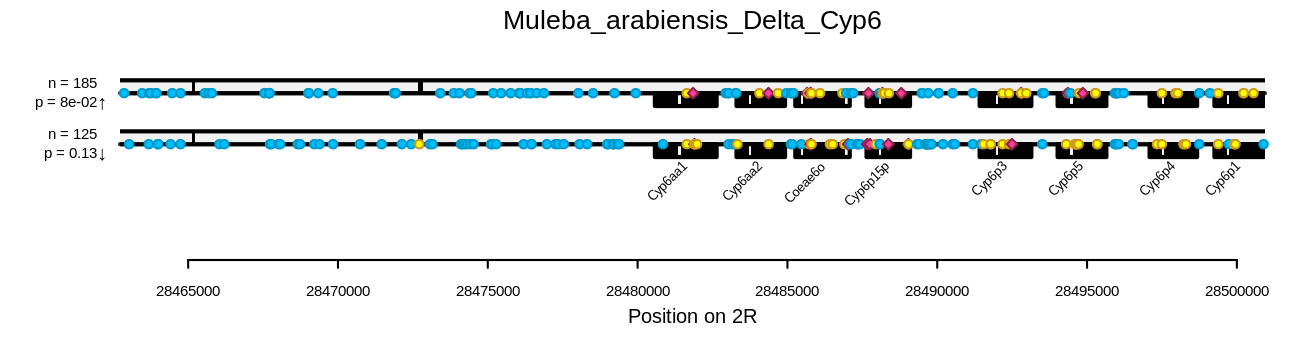 Muleba_arabiensis_Delta_Cyp6
n = 185
p = 8e-02↑
n = 125
p = 0.13↓
Cyp6aa1 Cyp6aa2 Coeae6o Cyp6p15p Cyp6p3 Cyp6p5 Cyp6p4 Cyp6p1
28465000 28470000 28475000 28480000 28485000 28490000 28495000 28500000
Position on 2R